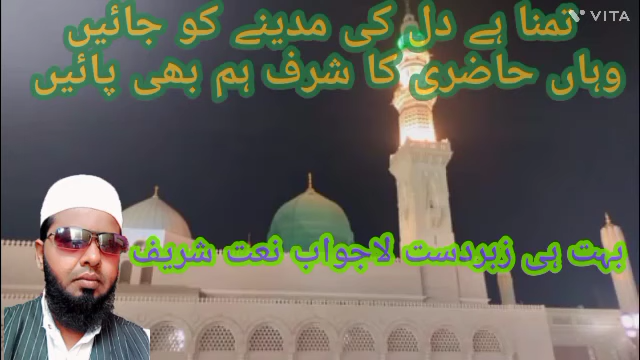 VITA
تمنا ہے دل کی مدینے کو جائیں
وہاں حاضری کا شرف ہم بھی پائیں
بہت ہی زبردست لاجواب نعت شریف